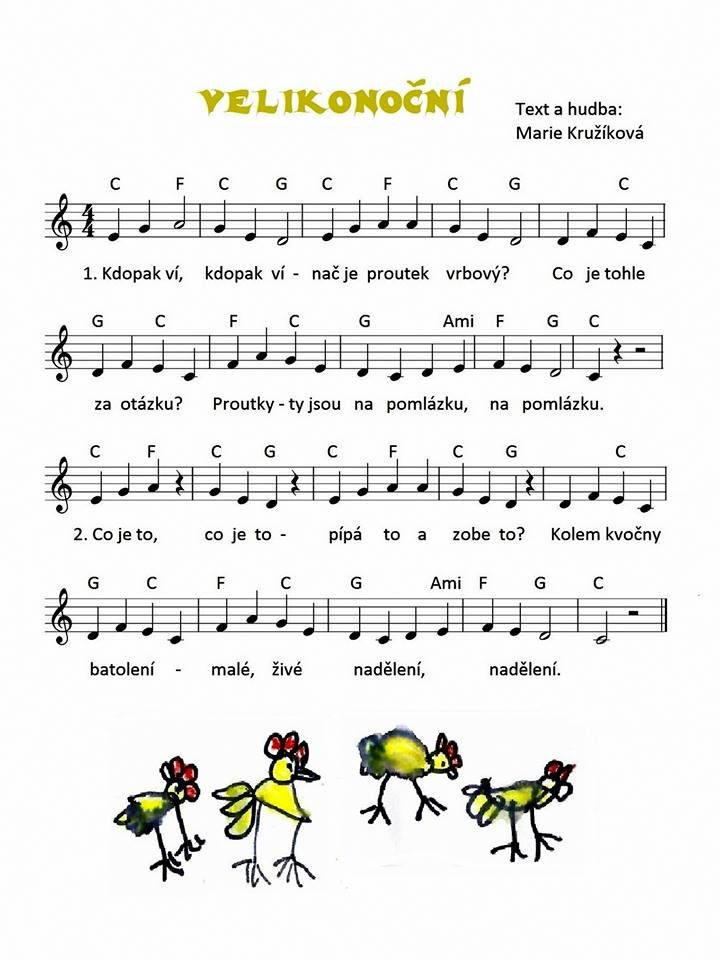 VELIKONOČNÍ
Text a hudba:
Marie Kružíková
C F C G C F C G C
4
4
1. Kdopak ví, kdopak ví - nač je proutek vrbový? Co je tohle
G C F C G Ami F G C
za otázku? Proutky - ty jsou na pomlázku, na pomlázku.
C F C G C F C G C
2. Co je to, co je to - pípá to a zobe to? Kolem kvočny
G C F C G Ami F G C
batolení - malé, živé nadělení, nadělení.